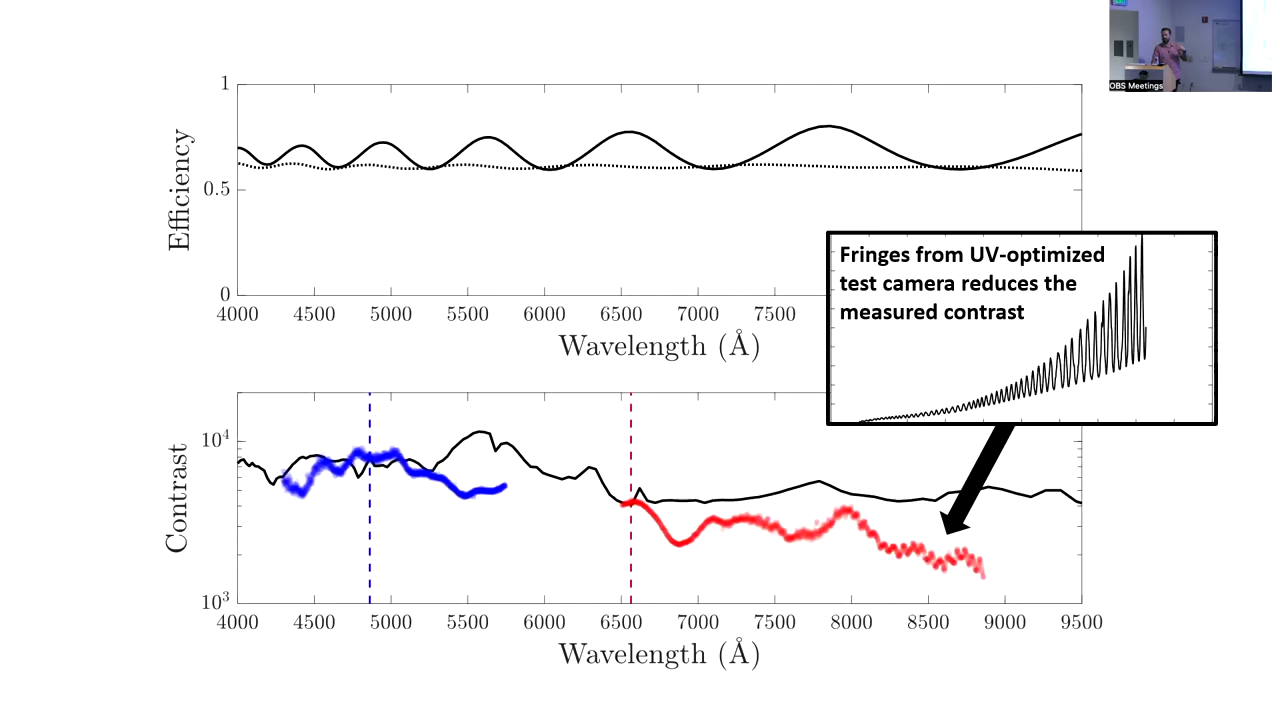 OBS Meetings
1
0.5
0
Efficiency
4000 4500 5000 5500 6000 6500 7000 7500
Wavelength (Å)
Fringes from UV-optimized
test camera reduces the
measured contrast
10⁴
10³
Contrast
4000 4500 5000 5500 6000 6500 7000 7500 8000 8500 9000 9500
Wavelength (Å)